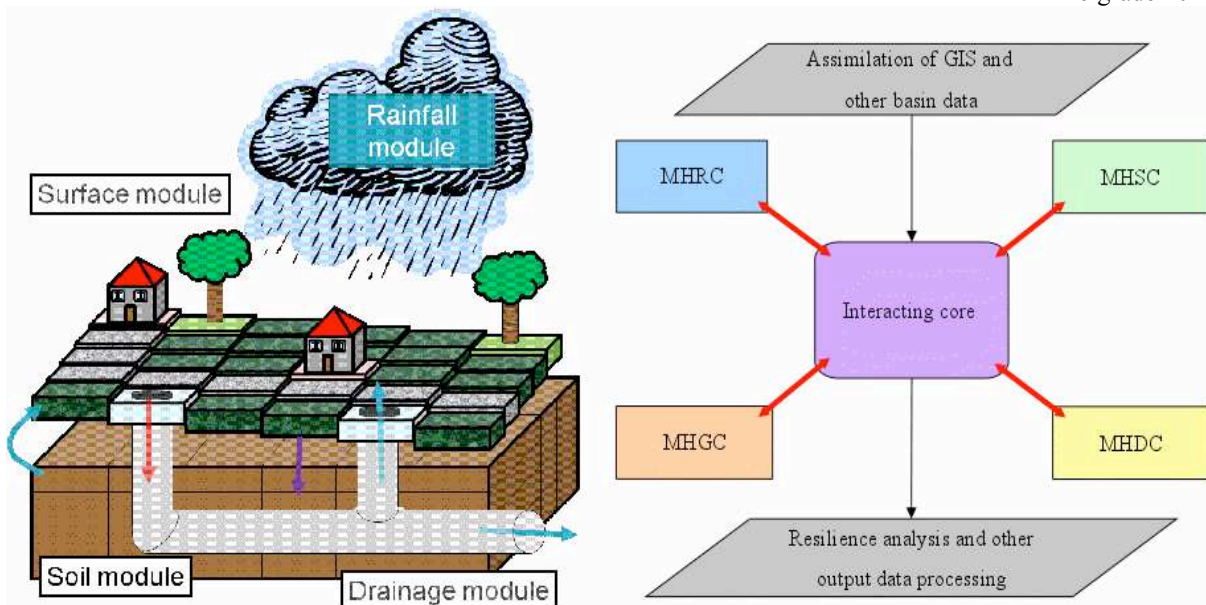 Rainfall
module
Surface module
Soil module
Drainage module
Assimilation of GIS and
other basin data
MHRC
MHSC
Interacting core
MHGC
MHDC
Resilience analysis and other
output data processing